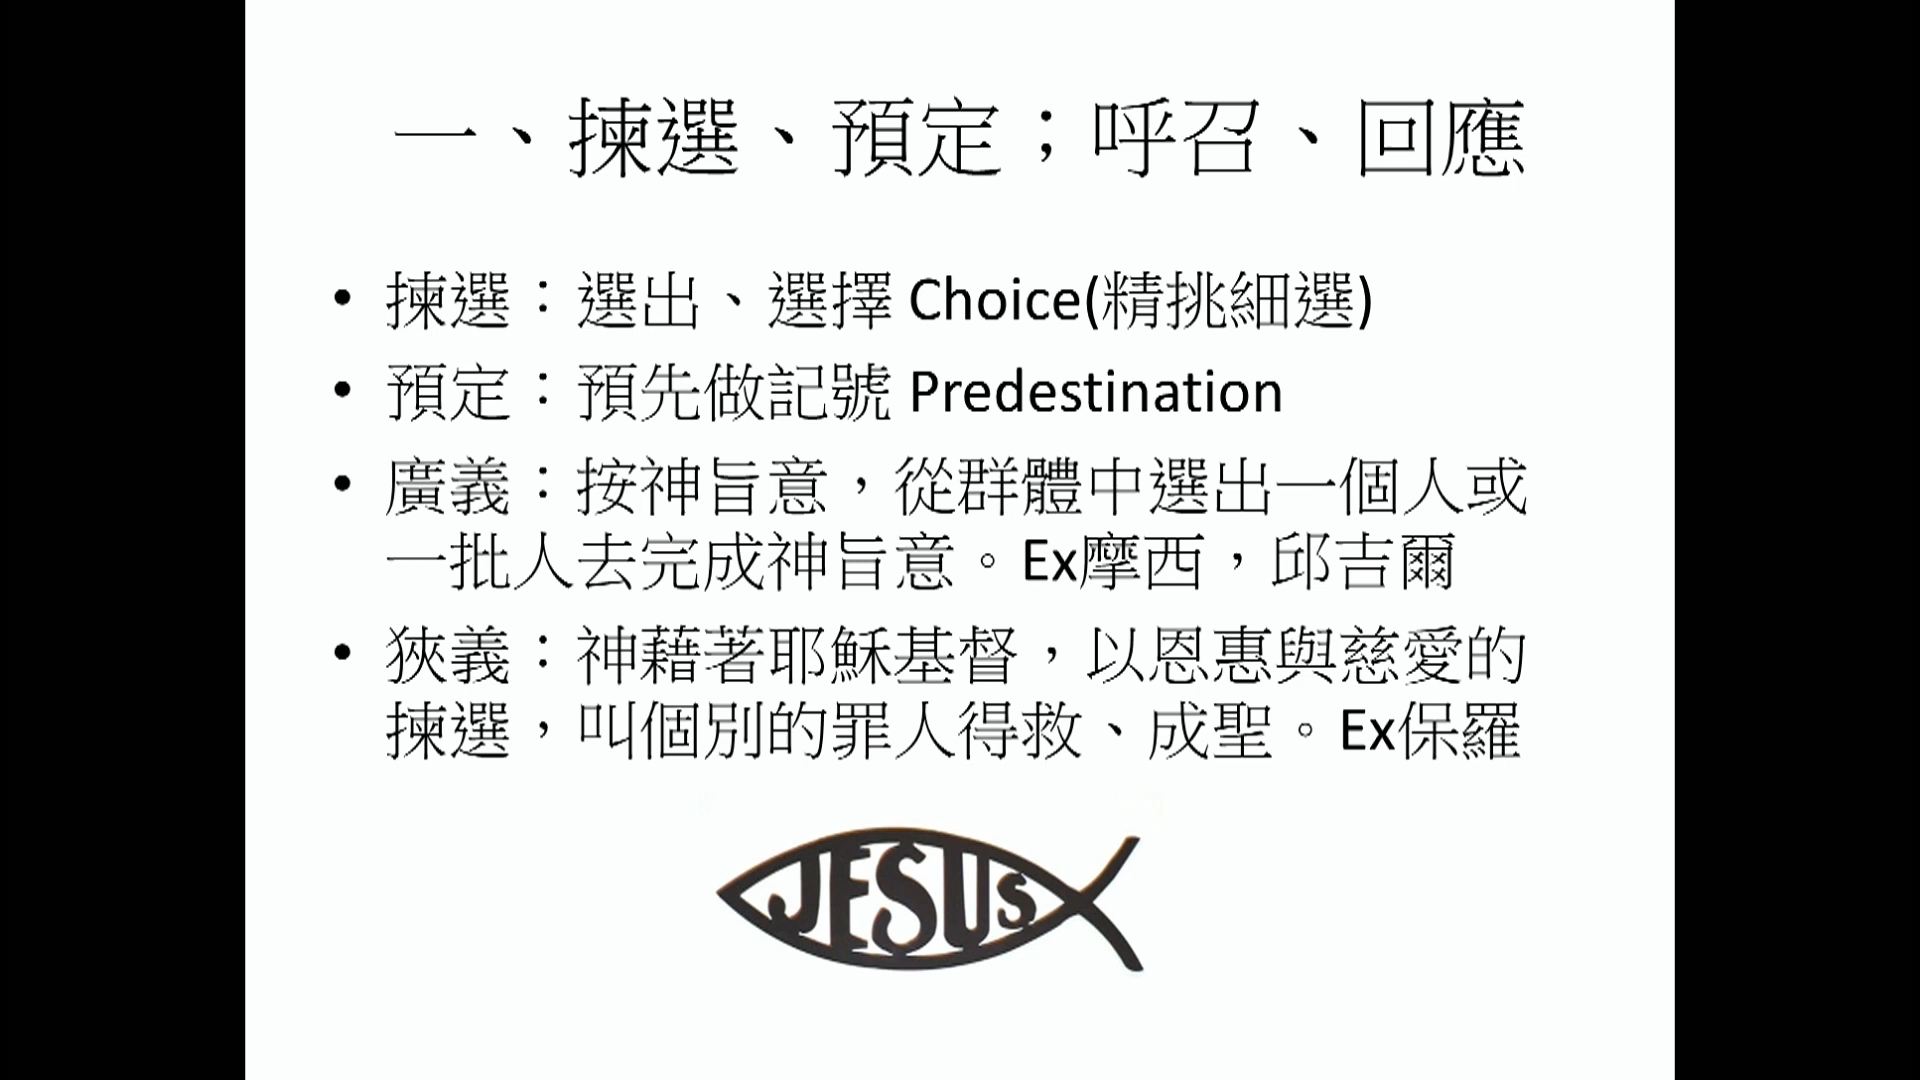 一、揀選、預定；呼召、回應
• 揀選：選出、選擇 Choice(精挑細選)
• 預定：預先做記號 Predestination
• 廣義：按神旨意，從群體中選出一個人或
一批人去完成神旨意。Ex摩西，邱吉爾
• 狹義：神藉著耶穌基督，以恩惠與慈愛的
揀選，叫個別的罪人得救、成聖。Ex保羅
JESUS